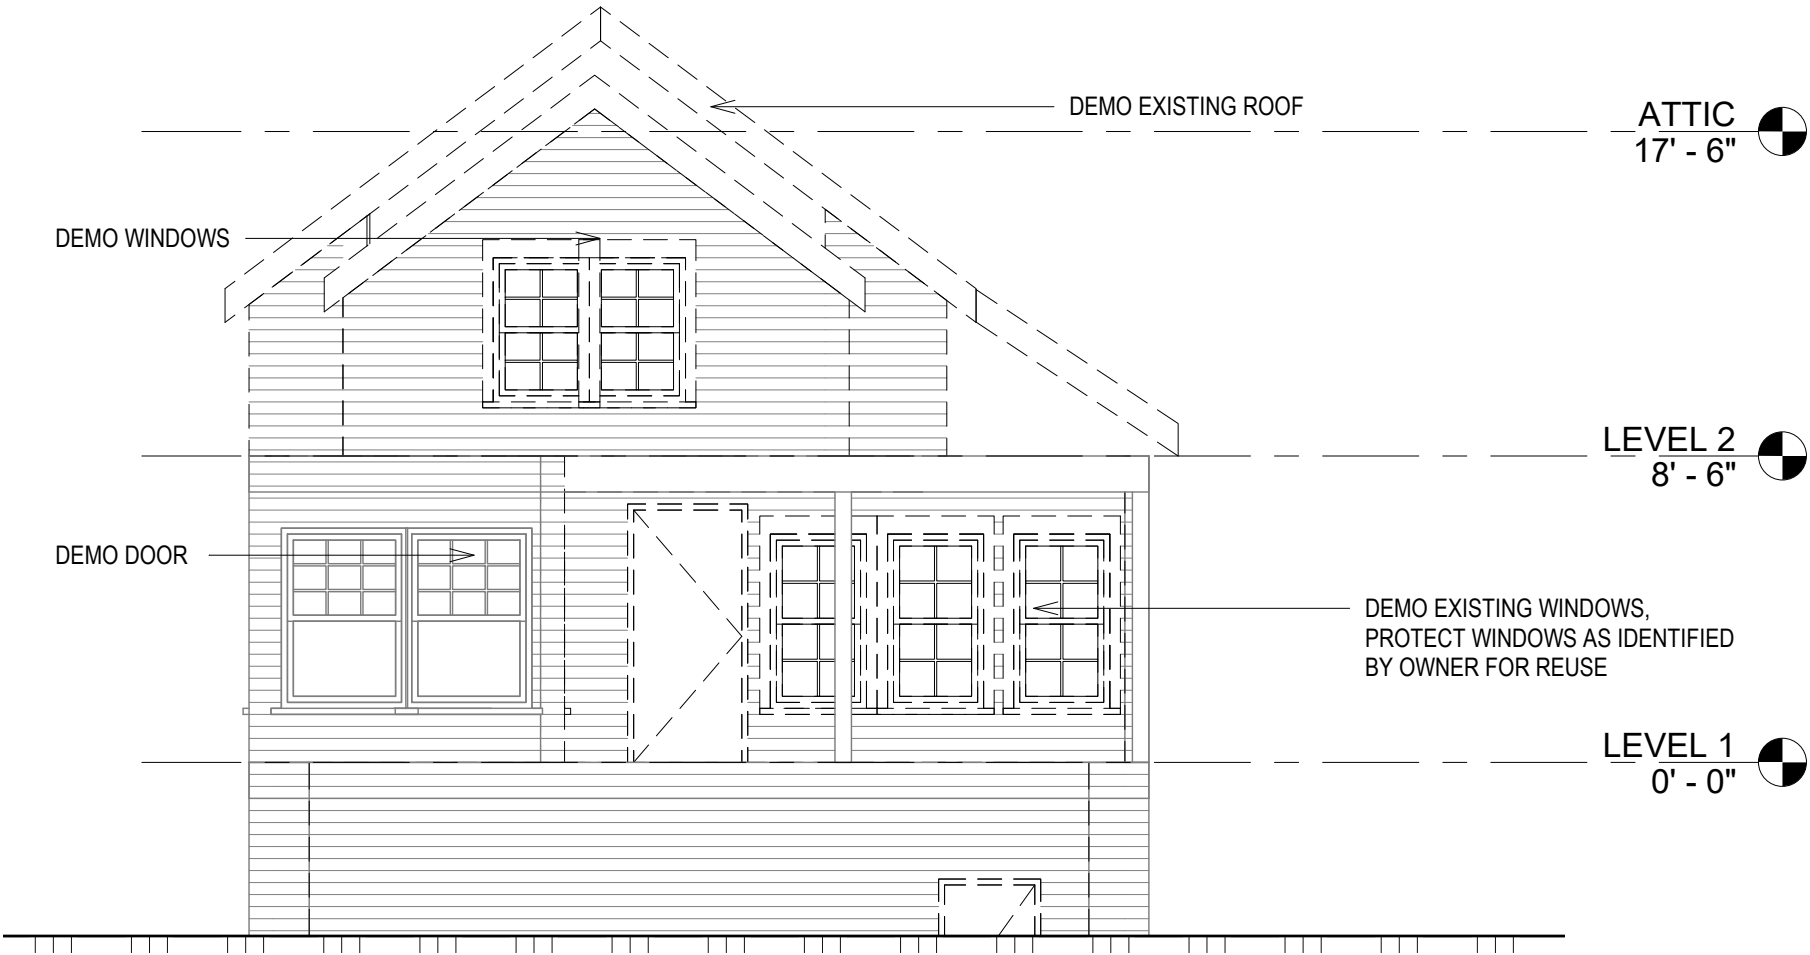 DEMO EXISTING ROOF
ATTIC
17' - 6"
DEMO WINDOWS
LEVEL 2
8' - 6"
DEMO DOOR
DEMO EXISTING WINDOWS,
PROTECT WINDOWS AS IDENTIFIED
BY OWNER FOR REUSE
LEVEL 1
0' - 0"